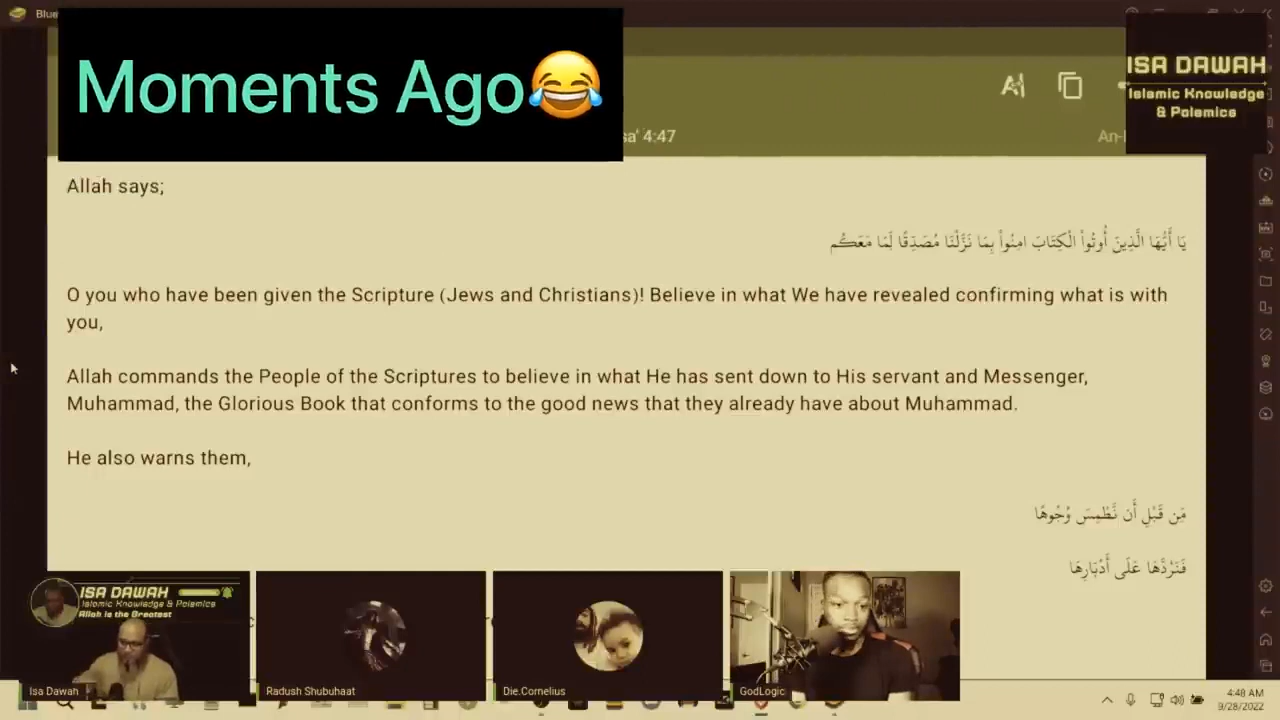 Blue
Moments Ago😂
ISA DAWAH
Islamic Knowledge
& Polemics
sa' 4:47
An-
Allah says;
يَا أَيُّهَا الَّذِينَ أُوتُواْ الْكِتَابَ امِنُواْ بِمَا نَزَّلْنَا مُصَدِّقًا لِّمَا مَعَكُم
O you who have been given the Scripture (Jews and Christians)! Believe in what We have revealed confirming what is with
you,
Allah commands the People of the Scriptures to believe in what He has sent down to His servant and Messenger,
Muhammad, the Glorious Book that conforms to the good news that they already have about Muhammad.
He also warns them,
مِّن قَبْلِ أَن نَّطْمِسَ وُجُوهًا
فَنَرُدَّهَا عَلَى أَدْبَارِهَا
ISA DAWAH
Islamic Knowledge & Polemics
Allah is the Greatest
Isa Dawah
Radush Shubuhaat
Die.Cornelius
GodLogic
4:48 AM
9/28/2022